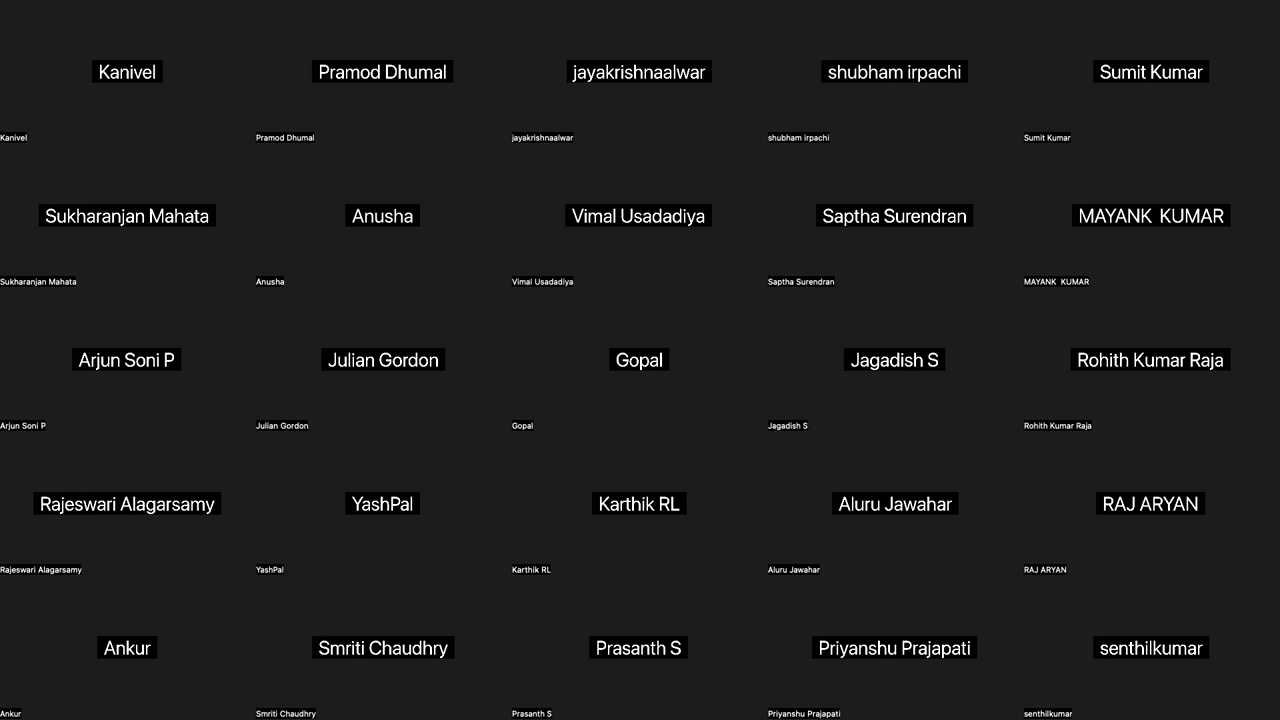 Kanivel
Pramod Dhumal
jayakrishnaalwar
shubham irpachi
Sumit Kumar
Kanivel
Pramod Dhumal
jayakrishnaalwar
shubham irpachi
Sumit Kumar
Sukharanjan Mahata
Anusha
Vimal Usadadiya
Saptha Surendran
MAYANK  KUMAR
Sukharanjan Mahata
Anusha
Vimal Usadadiya
Saptha Surendran
MAYANK  KUMAR
Arjun Soni P
Julian Gordon
Gopal
Jagadish S
Rohith Kumar Raja
Arjun Soni P
Julian Gordon
Gopal
Jagadish S
Rohith Kumar Raja
Rajeswari Alagarsamy
YashPal
Karthik RL
Aluru Jawahar
RAJ ARYAN
Rajeswari Alagarsamy
YashPal
Karthik RL
Aluru Jawahar
RAJ ARYAN
Ankur
Smriti Chaudhry
Prasanth S
Priyanshu Prajapati
senthilkumar
Ankur
Smriti Chaudhry
Prasanth S
Priyanshu Prajapati
senthilkumar